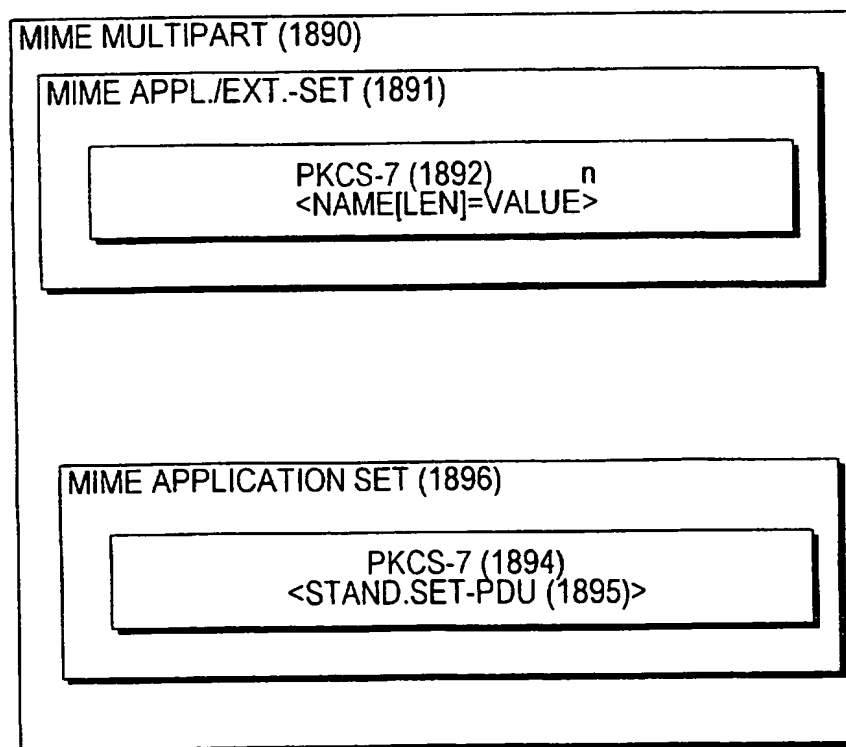 MIME MULTIPART (1890)
MIME APPL./EXT.-SET (1891)
PKCS-7 (1892) n
<NAME[LEN]=VALUE>
MIME APPLICATION SET (1896)
PKCS-7 (1894)
<STAND.SET-PDU (1895)>